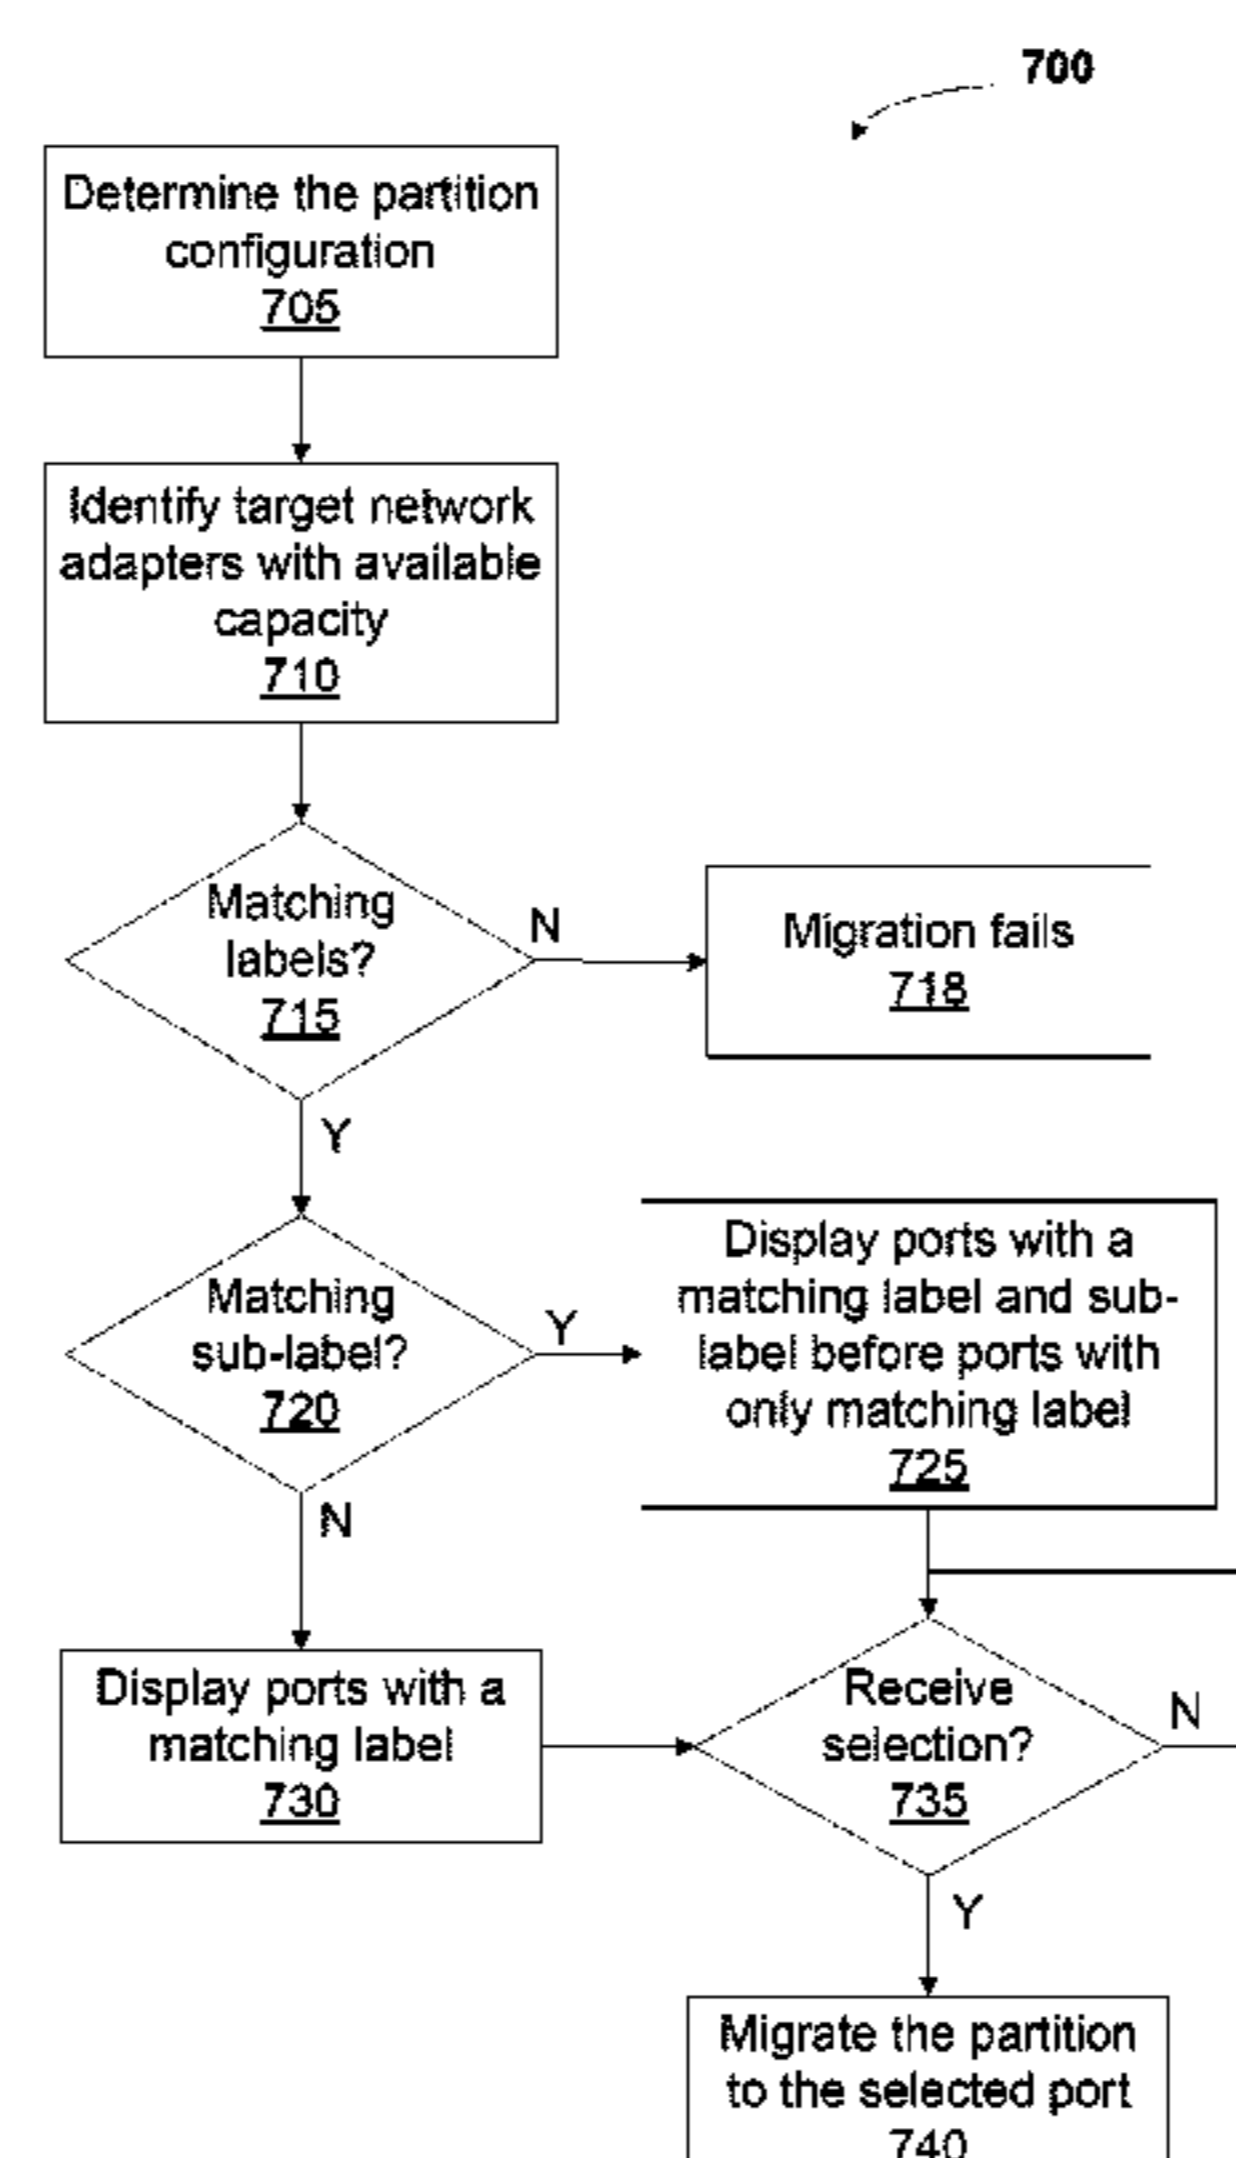 700
Determine the partition
configuration
705
Identify target network
adapters with available
capacity
710
Matching
labels?
715
N
Migration fails
718
Y
Matching
sub-label?
720
Y
Display ports with a
matching label and sub-
label before ports with
only matching label
725
N
Display ports with a
matching label
730
Receive
selection?
735
N
Y
Migrate the partition
to the selected port
740